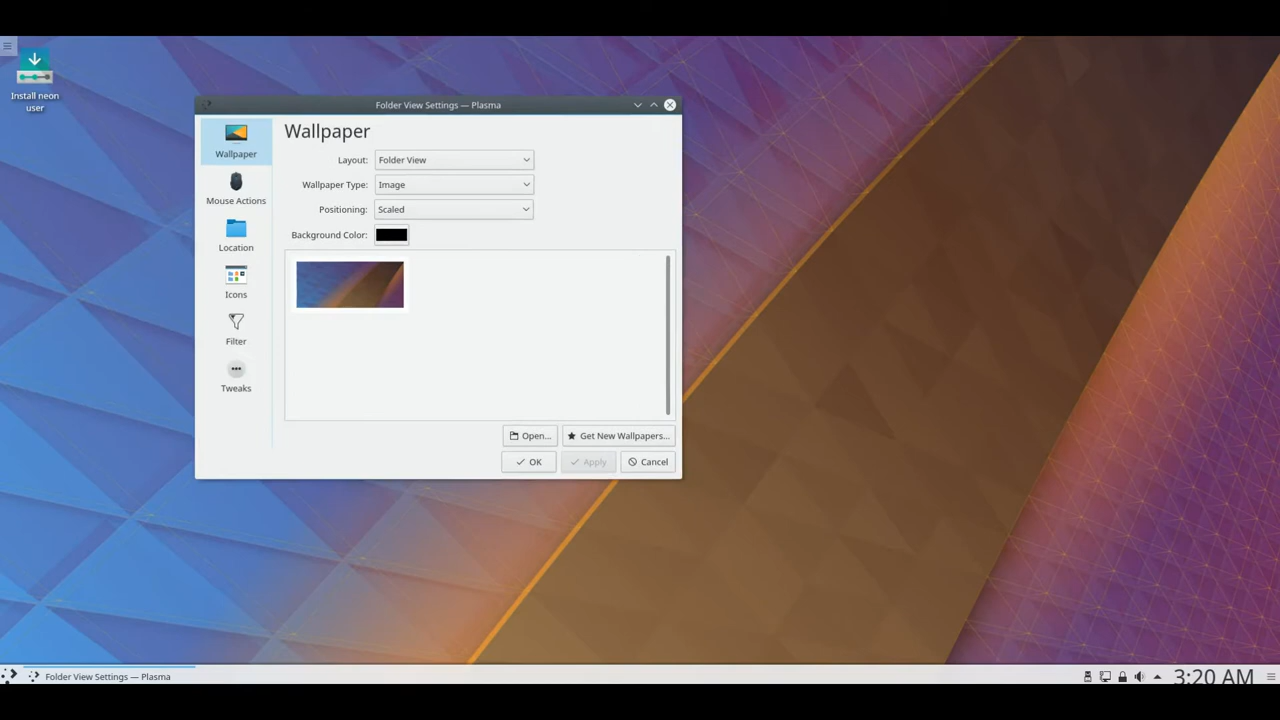 Install neon
user
Folder View Settings — Plasma
Wallpaper
Mouse Actions
Location
Icons
Filter
Tweaks
Wallpaper
Layout: Folder View
Wallpaper Type: Image
Positioning: Scaled
Background Color:
Open...
Get New Wallpapers...
OK
Apply
Cancel
Folder View Settings — Plasma
3:20 AM